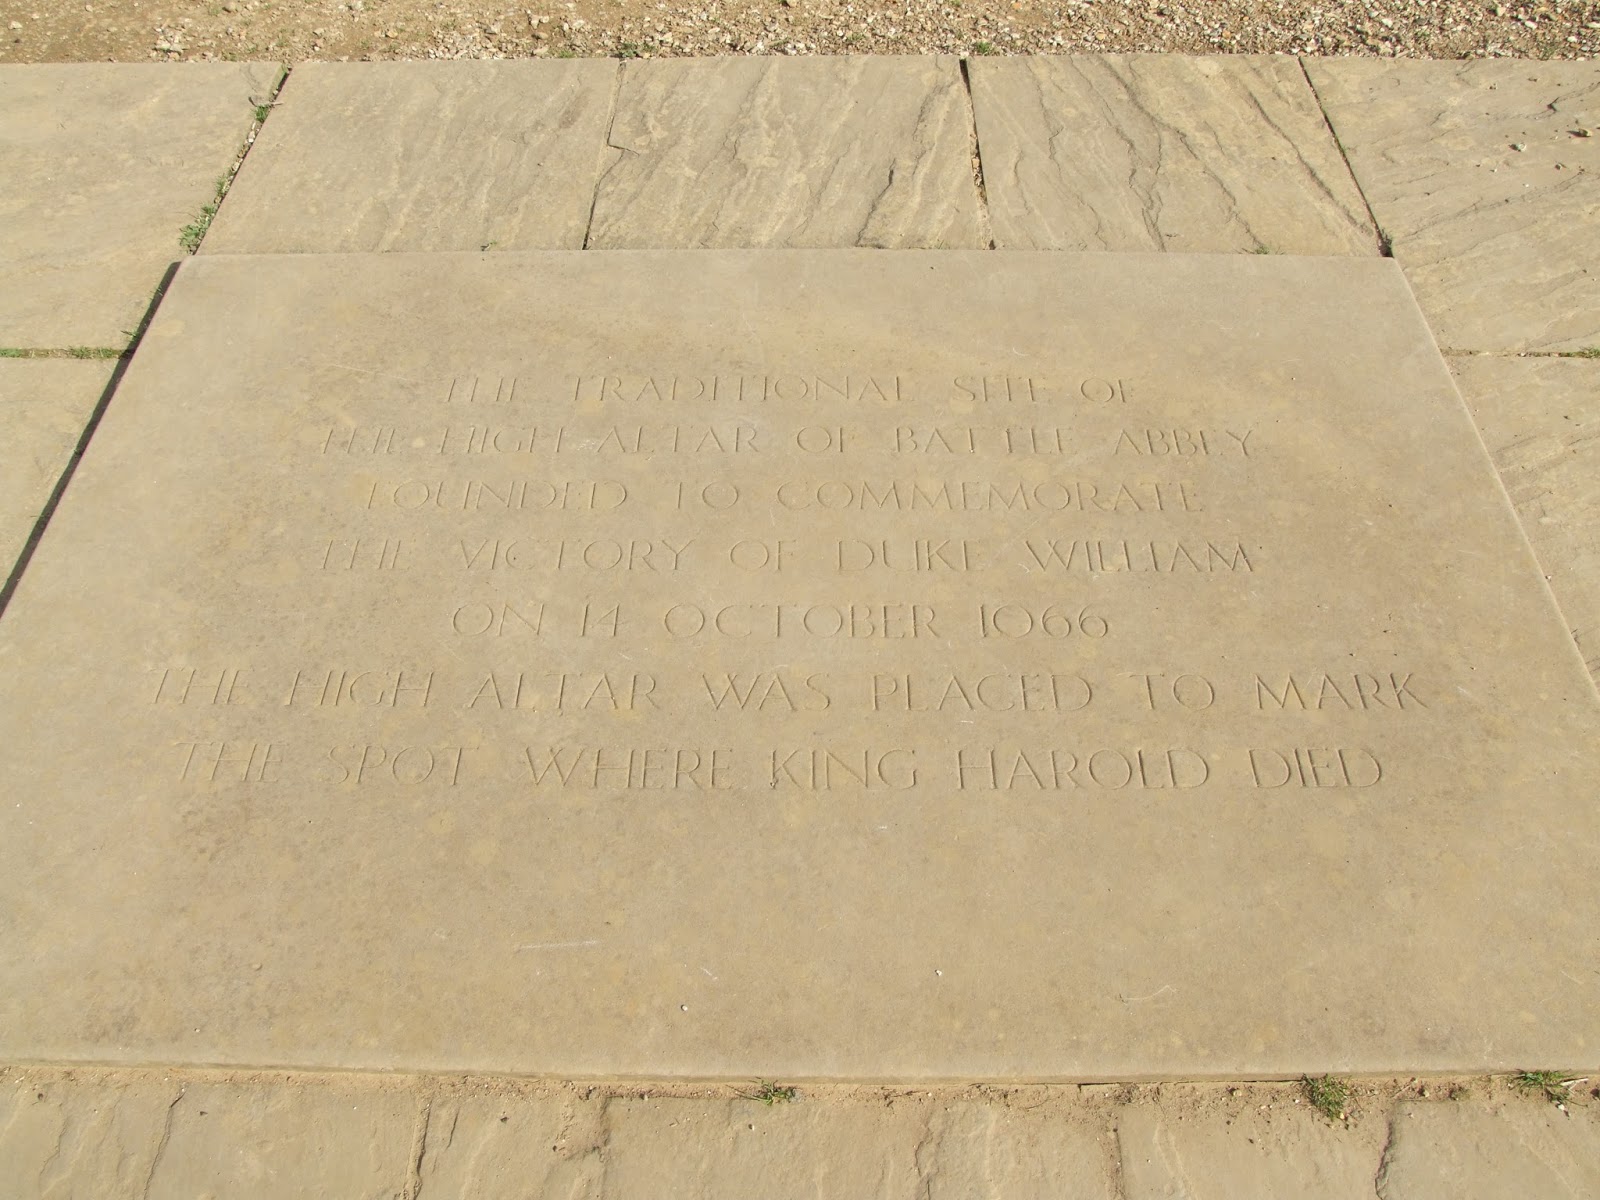 THE TRADITIONAL SITE OF
THE HIGH ALTAR OF BATTLE ABBEY
FOUNDED TO COMMEMORATE
THE VICTORY OF DUKE WILLIAM
ON 14 OCTOBER 1066
THE HIGH ALTAR WAS PLACED TO MARK
THE SPOT WHERE KING HAROLD DIED